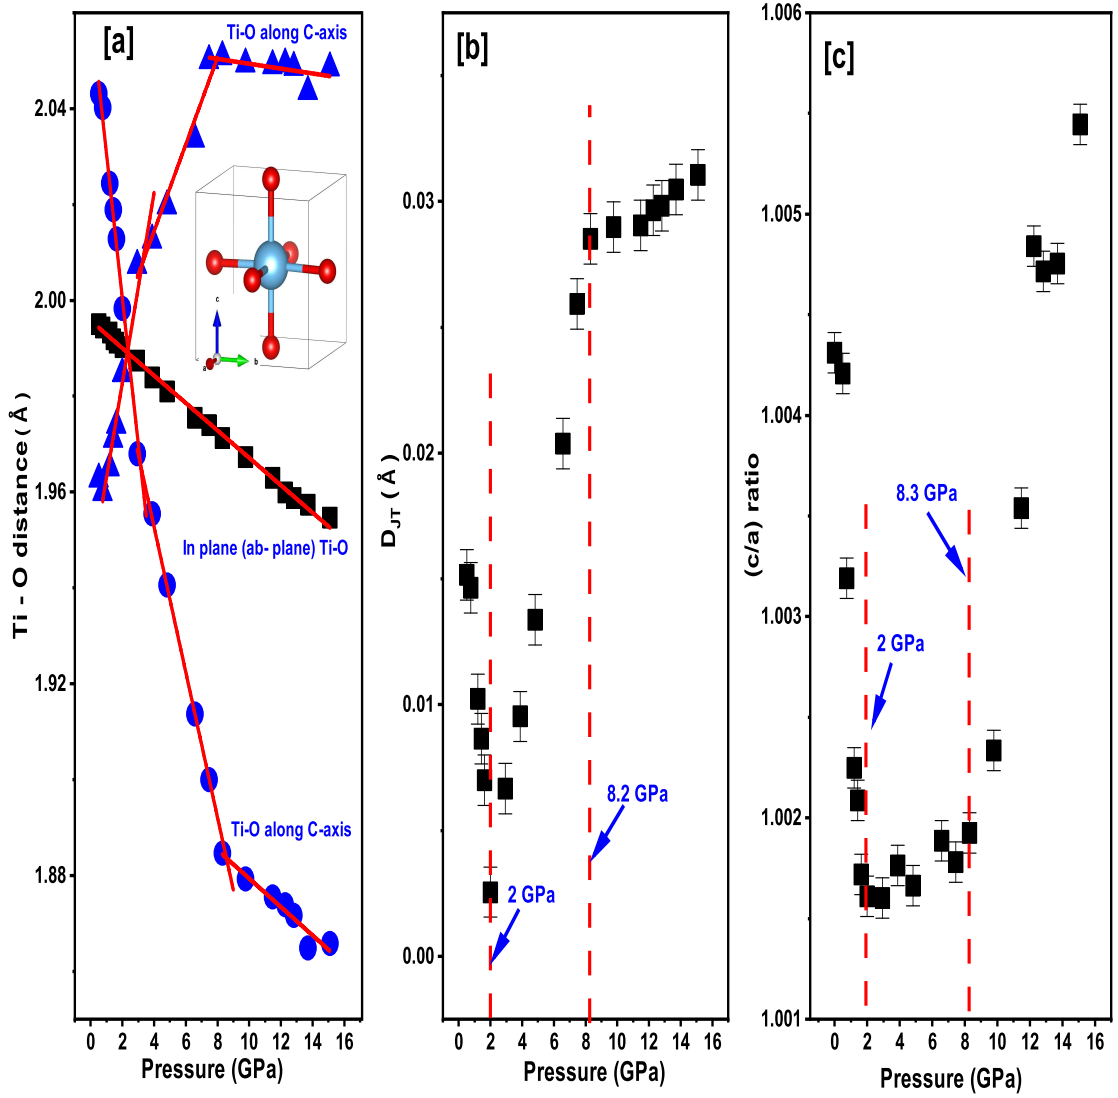 [a]
Ti-O along C-axis
2.04
2.00
1.96
1.92
1.88
Ti - O distance ( Å )
c
b
a
c
In plane (ab- plane) Ti-O
Ti-O along C-axis
0 2 4 6 8 10 12 14 16
Pressure (GPa)
[b]
0.03
0.02
0.01
0.00
D_JT ( Å )
8.2 GPa
2 GPa
0 2 4 6 8 10 12 14 16
Pressure (GPa)
[c]
1.006
1.005
1.004
1.003
1.002
1.001
(c/a) ratio
8.3 GPa
2 GPa
0 2 4 6 8 10 12 14 16
Pressure (GPa)